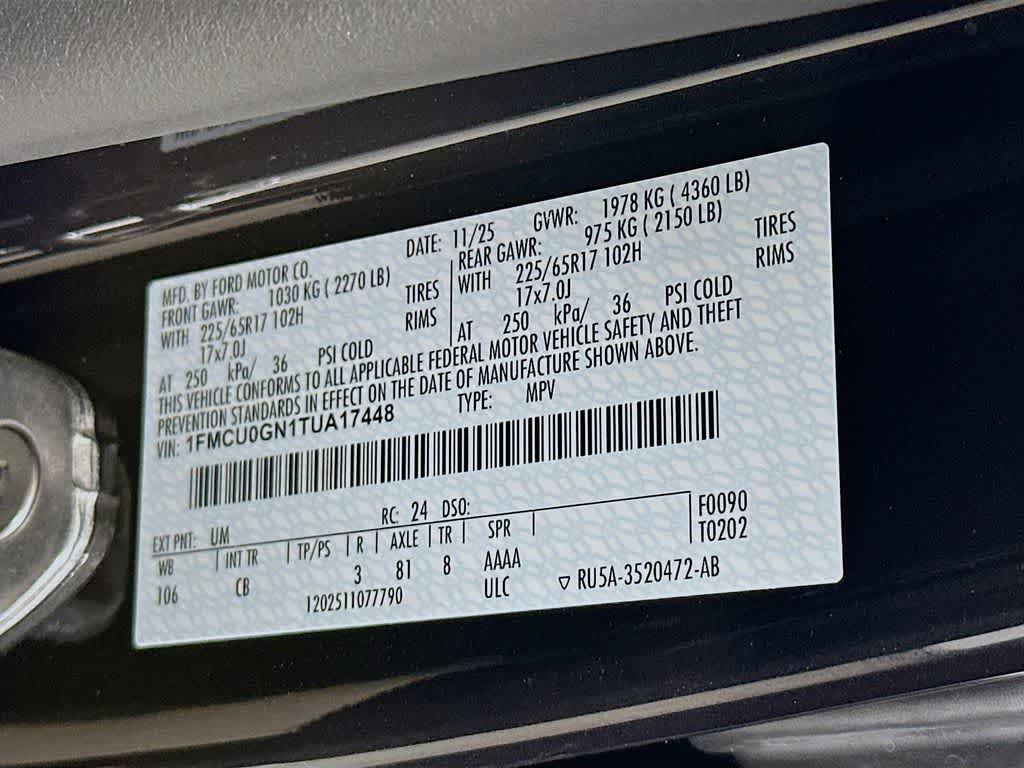 MFD. BY FORD MOTOR CO.
DATE: 11/25 GVWR: 1978 KG ( 4360 LB)
FRONT GAWR: 1030 KG ( 2270 LB)
WITH 225/65R17 102H TIRES
17x7.0J RIMS
AT 250 kPa/ 36 PSI COLD
REAR GAWR: 975 KG ( 2150 LB)
WITH 225/65R17 102H TIRES
17x7.0J RIMS
AT 250 kPa/ 36 PSI COLD
THIS VEHICLE CONFORMS TO ALL APPLICABLE FEDERAL MOTOR VEHICLE SAFETY AND THEFT
PREVENTION STANDARDS IN EFFECT ON THE DATE OF MANUFACTURE SHOWN ABOVE.
VIN: 1FMCU0GN1TUA17448 TYPE: MPV
EXT PNT: UM RC: 24 DSO:
WB INT TR TP/PS R AXLE TR SPR F0090
106 CB 3 81 8 AAAA T0202
1202511077790 ULC ▽ RU5A-3520472-AB